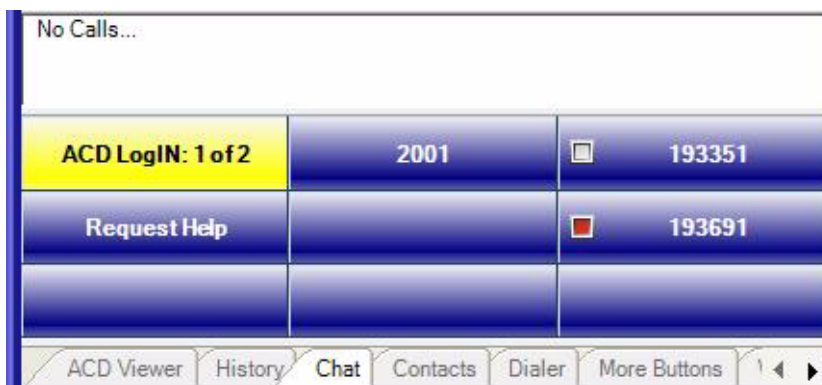 No Calls...
ACD LogIN: 1 of 2 2001 193351
Request Help 193691
ACD Viewer History Chat Contacts Dialer More Buttons